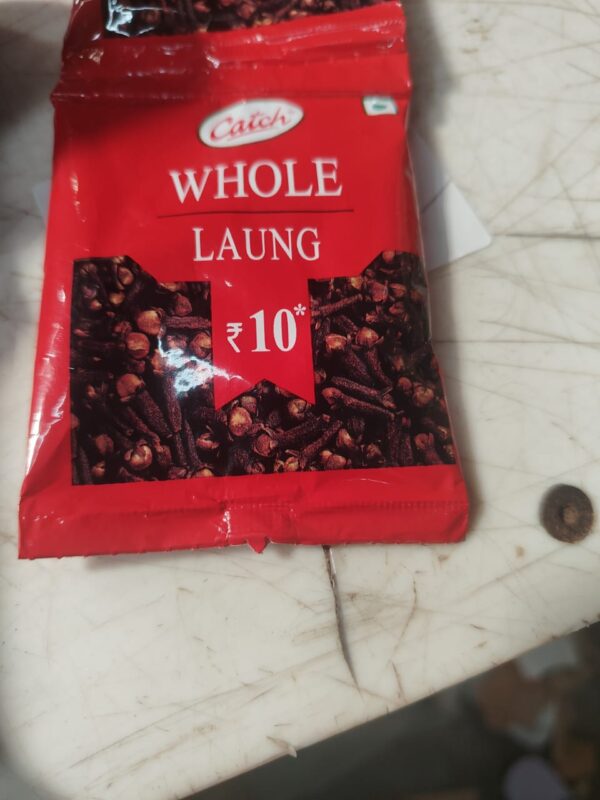 Catch
WHOLE
LAUNG
₹ 10*